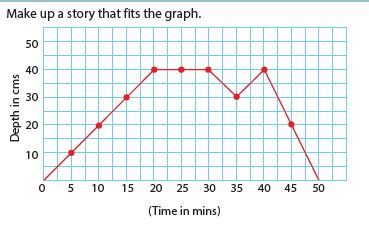 Make up a story that fits the graph.
50
40
30
20
10
Depth in cms
0 5 10 15 20 25 30 35 40 45 50
(Time in mins)